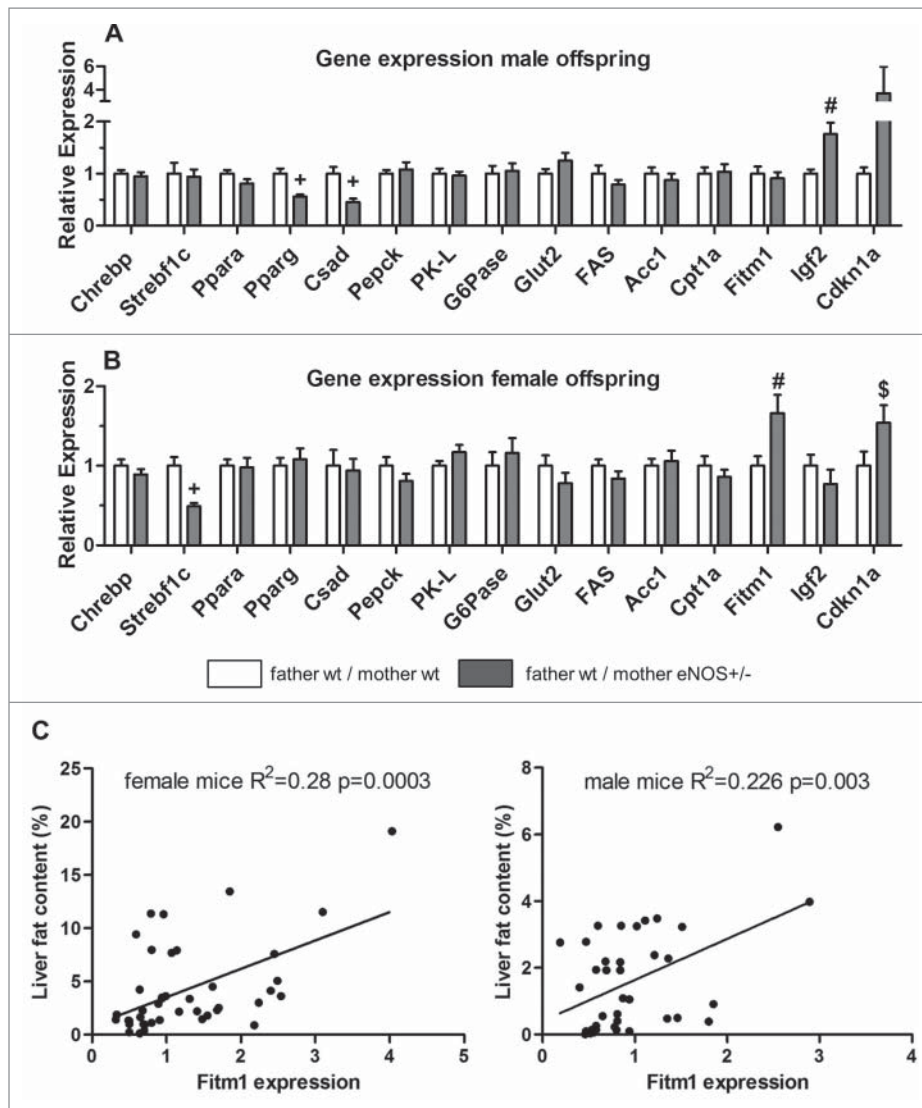 A
Gene expression male offspring
Relative Expression
6
4
2
1
0
+
+
#
Chrebp
Strebf1c
Ppara
Pparg
Csad
Pepck
PK-L
G6Pase
Glut2
FAS
Acc1
Cpt1a
Fitm1
Igf2
Cdkn1a
B
Gene expression female offspring
Relative Expression
2
1
0
+
#
$
Chrebp
Strebf1c
Ppara
Pparg
Csad
Pepck
PK-L
G6Pase
Glut2
FAS
Acc1
Cpt1a
Fitm1
Igf2
Cdkn1a
father wt / mother wt
father wt / mother eNOS+/-
C
female mice R²=0.28 p=0.0003
Liver fat content (%)
25
20
15
10
5
0
0 1 2 3 4 5
Fitm1 expression
male mice R²=0.226 p=0.003
Liver fat content (%)
8
6
4
2
0
0 1 2 3 4
Fitm1 expression